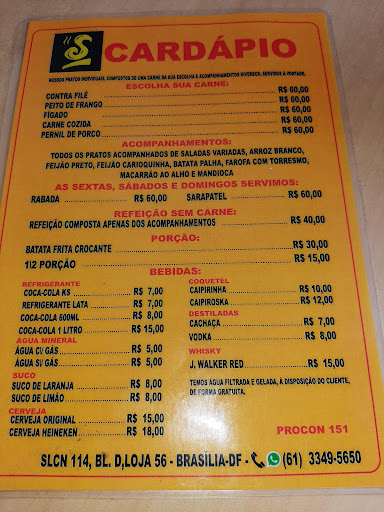 CARDÁPIO
NOSSOS PRATOS INDIVIDUAIS, COMPOSTOS DE UMA CARNE DA SUA ESCOLHA E ACOMPANHAMENTOS DIVERSOS, SERVIMOS À VONTADE.
ESCOLHA SUA CARNE:
CONTRA FILÉ R$ 60,00
PEITO DE FRANGO R$ 60,00
FÍGADO R$ 60,00
CARNE COZIDA R$ 60,00
PERNIL DE PORCO R$ 60,00
ACOMPANHAMENTOS:
TODOS OS PRATOS ACOMPANHADOS DE SALADAS VARIADAS, ARROZ BRANCO,
FEIJÃO PRETO, FEIJÃO CARIOQUINHA, BATATA PALHA, FAROFA COM TORRESMO,
MACARRÃO AO ALHO E MANDIOCA
AS SEXTAS, SÁBADOS E DOMINGOS SERVIMOS:
RABADA R$ 60,00 SARAPATEL R$ 60,00
REFEIÇÃO SEM CARNE:
REFEIÇÃO COMPOSTA APENAS DOS ACOMPANHAMENTOS R$ 40,00
PORÇÃO:
BATATA FRITA CROCANTE R$ 30,00
1|2 PORÇÃO R$ 15,00
BEBIDAS:
REFRIGERANTE
COCA-COLA KS R$ 7,00
REFRIGERANTE LATA R$ 7,00
COCA-COLA 600ML R$ 8,00
COCA-COLA 1 LITRO R$ 15,00
ÁGUA MINERAL
ÁGUA C/ GÁS R$ 5,00
ÁGUA S/ GÁS R$ 5,00
SUCO
SUCO DE LARANJA R$ 8,00
SUCO DE LIMÃO R$ 8,00
CERVEJA
CERVEJA ORIGINAL R$ 15,00
CERVEJA HEINEKEN R$ 18,00
COQUETEL
CAIPIRINHA R$ 10,00
CAIPIROSKA R$ 12,00
DESTILADAS
CACHAÇA R$ 7,00
VODKA R$ 8,00
WHISKY
J. WALKER RED R$ 15,00
TEMOS ÁGUA FILTRADA E GELADA, À DISPOSIÇÃO DO CLIENTE,
DE FORMA GRATUITA.
PROCON 151
SLCN 114, BL. D, LOJA 56 - BRASÍLIA-DF - (61) 3349-5650